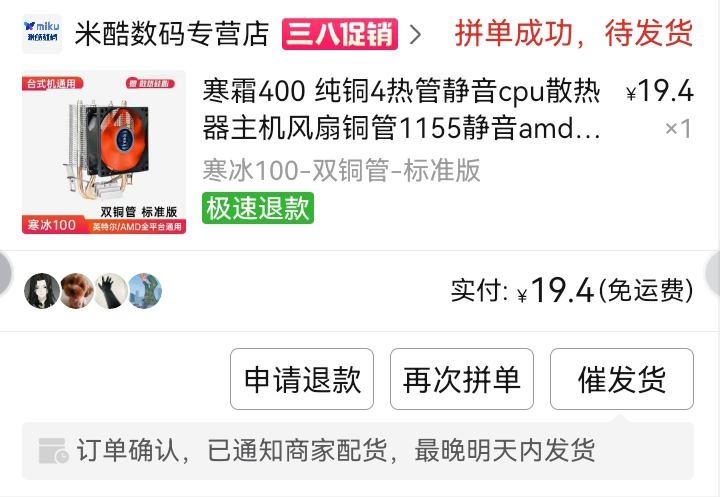 miku
米酷数码
米酷数码专营店 三八促销 > 拼单成功，待发货
台式机通用
寒霜400 纯铜4热管静音cpu散热 ¥19.4
器主机风扇铜管1155静音amd... ×1
寒冰100-双铜管-标准版
双铜管 标准版
寒冰100 英特尔/AMD全平台通用
极速退款
实付: ¥19.4(免运费)
申请退款 再次拼单 催发货
订单确认，已通知商家配货，最晚明天内发货